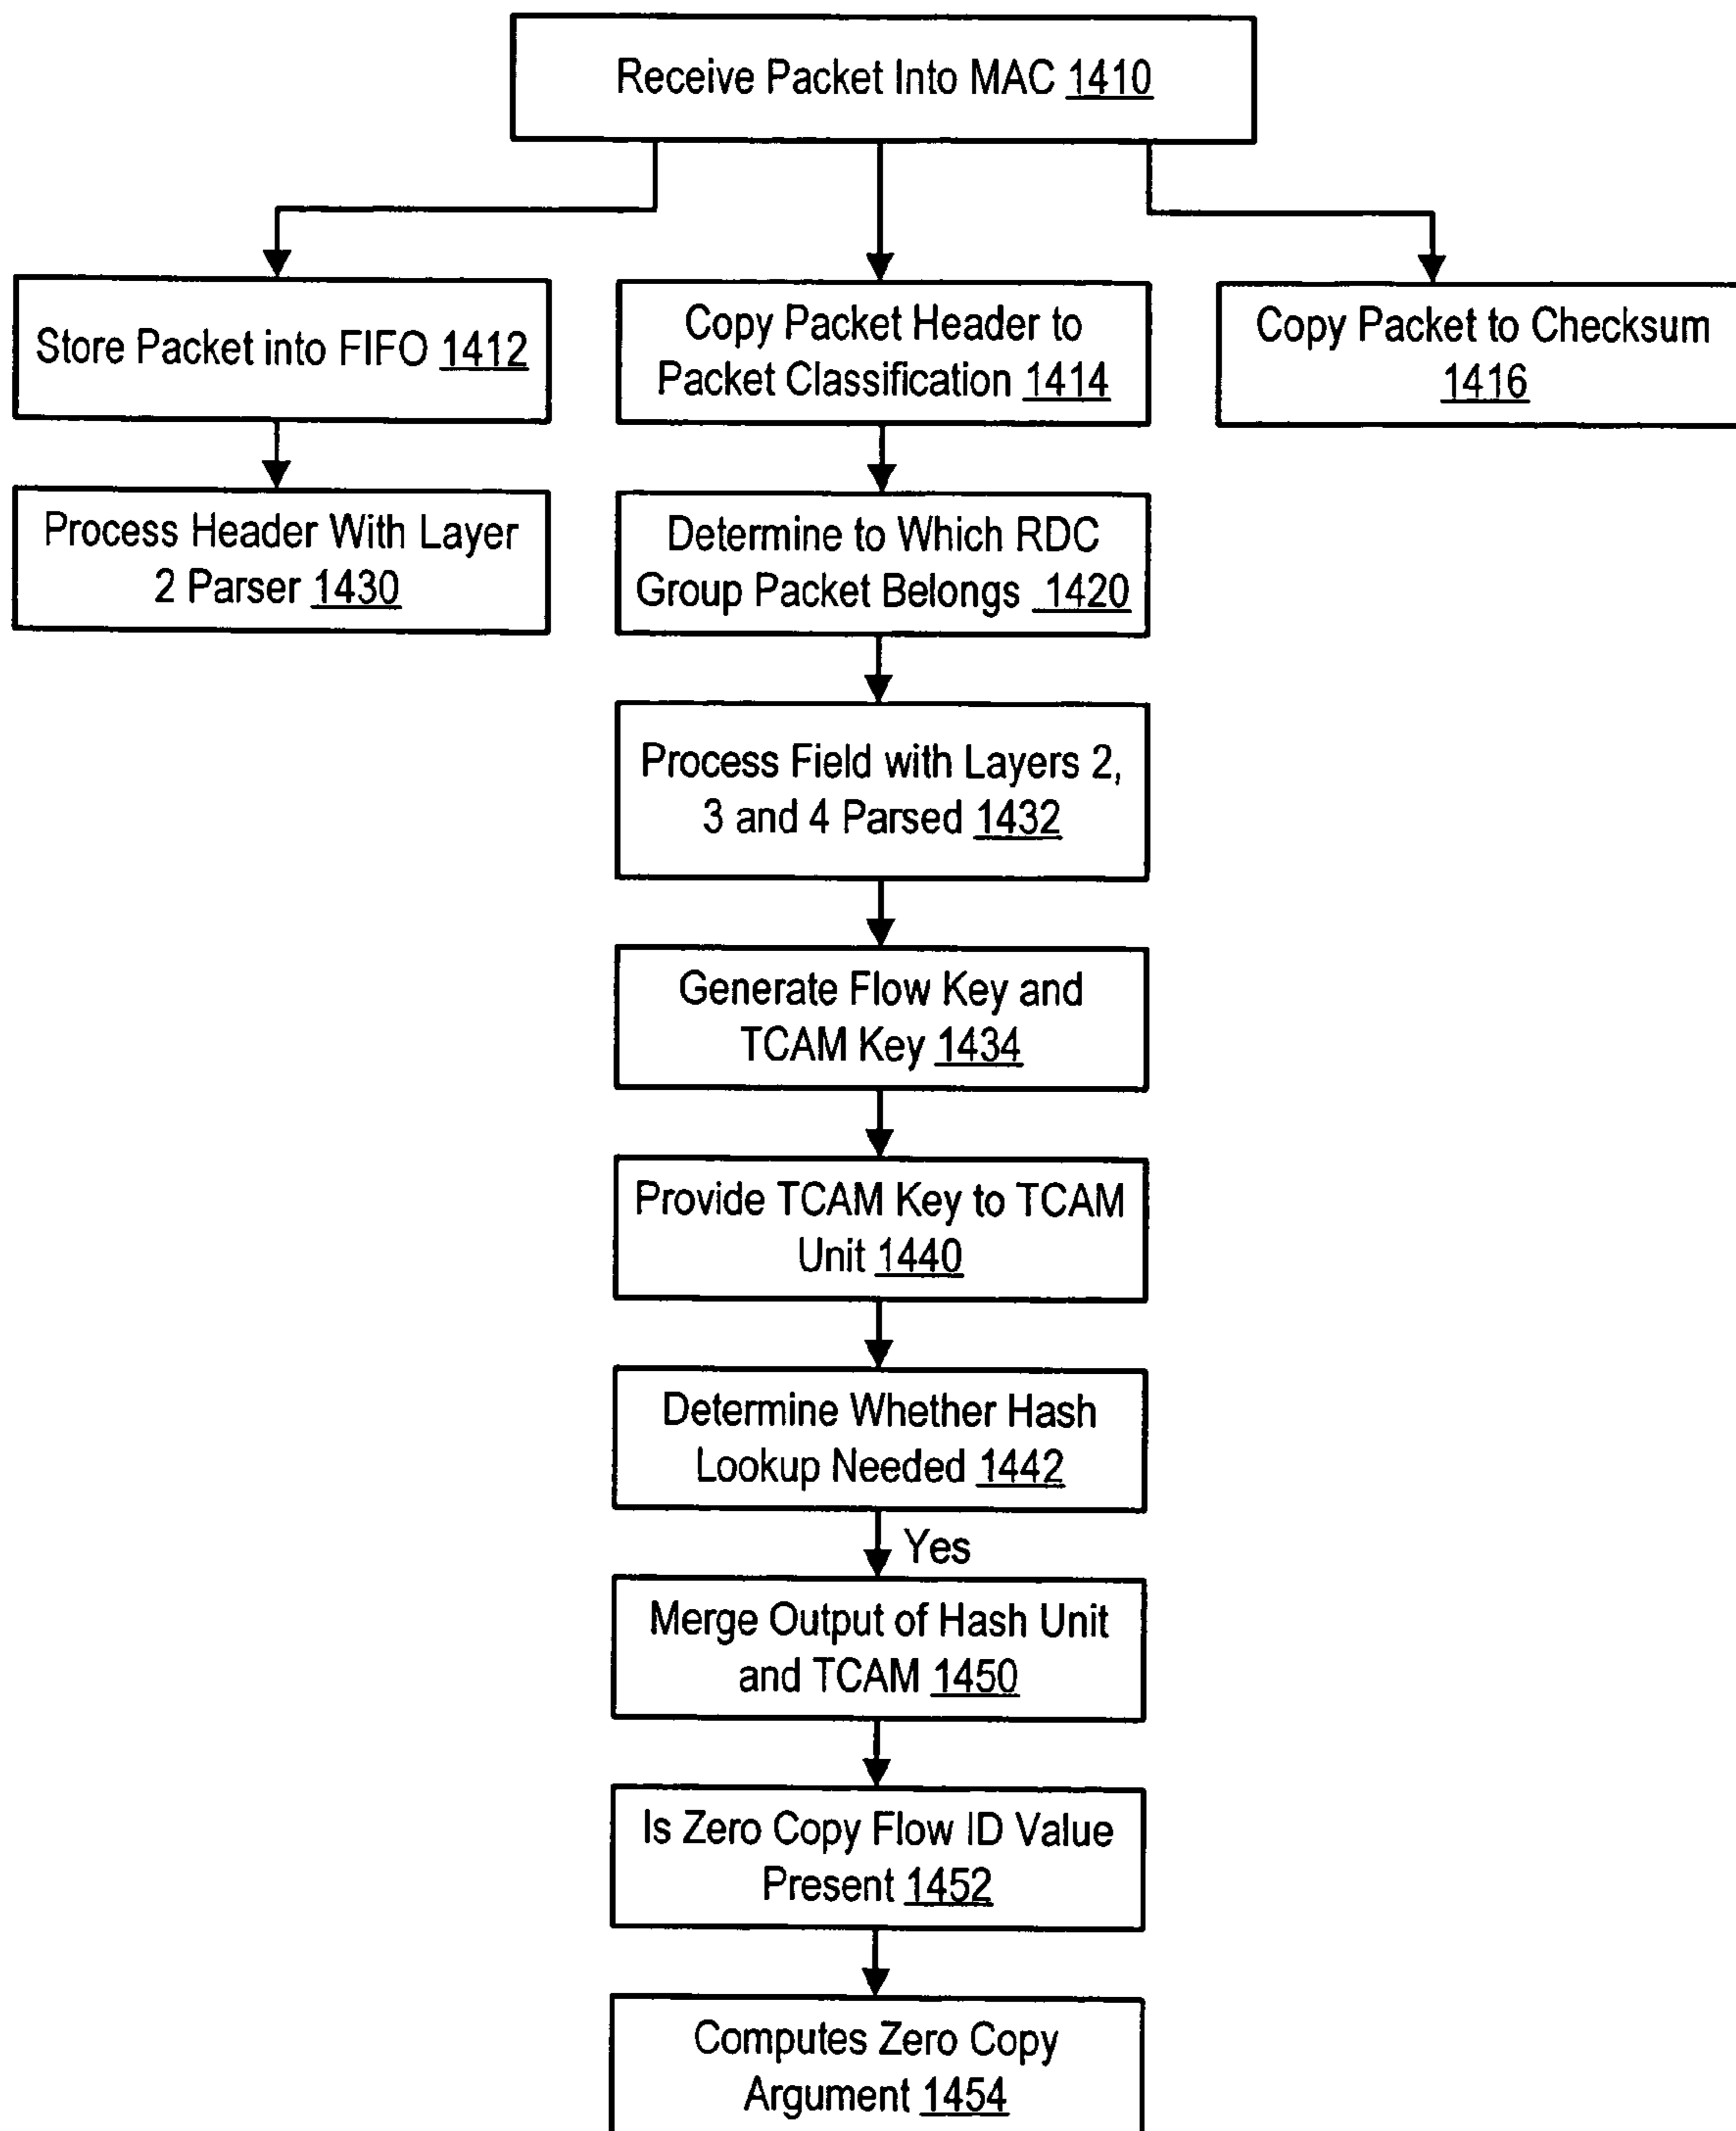 Receive Packet Into MAC 1410
Store Packet into FIFO 1412
Copy Packet Header to
Packet Classification 1414
Copy Packet to Checksum
1416
Process Header With Layer
2 Parser 1430
Determine to Which RDC
Group Packet Belongs 1420
Process Field with Layers 2,
3 and 4 Parsed 1432
Generate Flow Key and
TCAM Key 1434
Provide TCAM Key to TCAM
Unit 1440
Determine Whether Hash
Lookup Needed 1442
Yes
Merge Output of Hash Unit
and TCAM 1450
Is Zero Copy Flow ID Value
Present 1452
Computes Zero Copy
Argument 1454